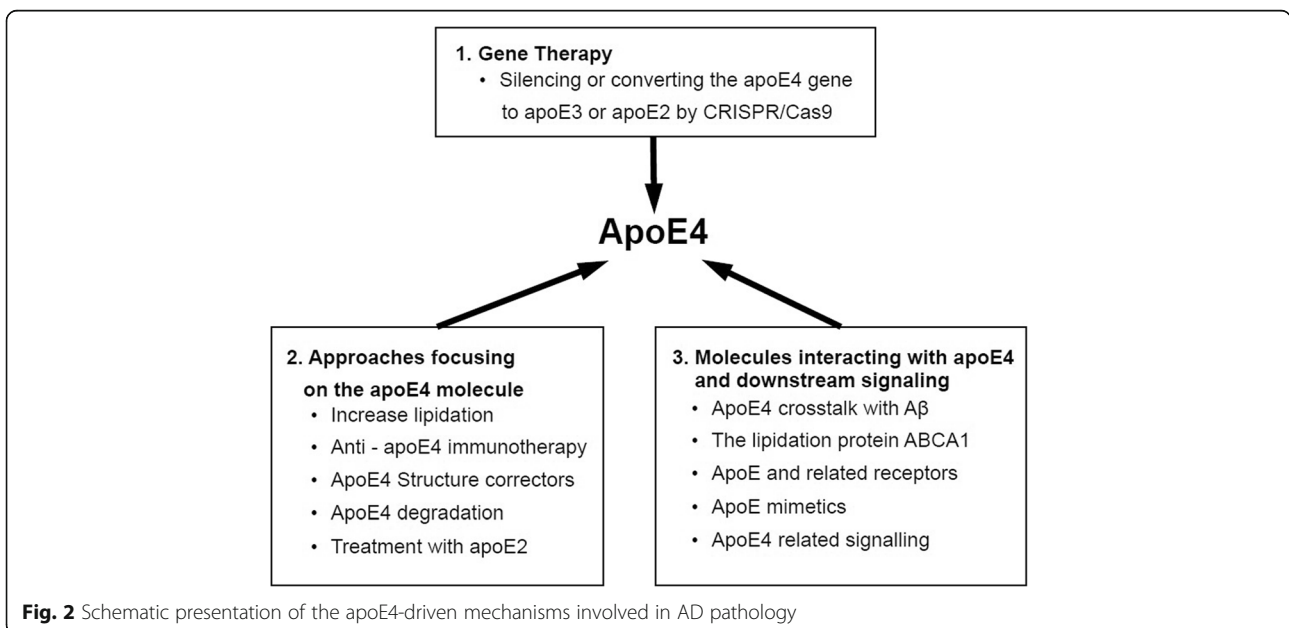 1. Gene Therapy
• Silencing or converting the apoE4 gene
to apoE3 or apoE2 by CRISPR/Cas9
ApoE4
2. Approaches focusing
on the apoE4 molecule
• Increase lipidation
• Anti - apoE4 immunotherapy
• ApoE4 Structure correctors
• ApoE4 degradation
• Treatment with apoE2
3. Molecules interacting with apoE4
and downstream signaling
• ApoE4 crosstalk with Aβ
• The lipidation protein ABCA1
• ApoE and related receptors
• ApoE mimetics
• ApoE4 related signalling
Fig. 2 Schematic presentation of the apoE4-driven mechanisms involved in AD pathology